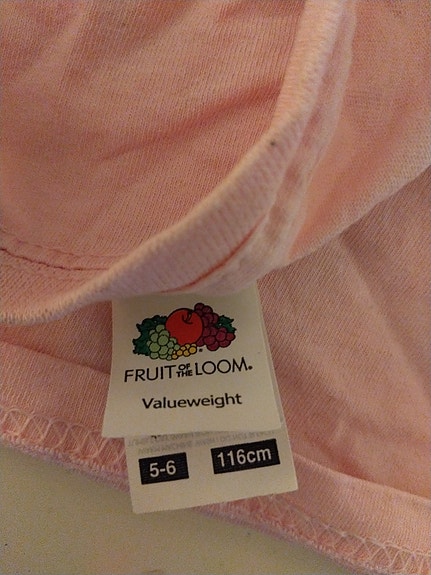 FRUIT OF THE LOOM.
Valueweight
5-6 116cm